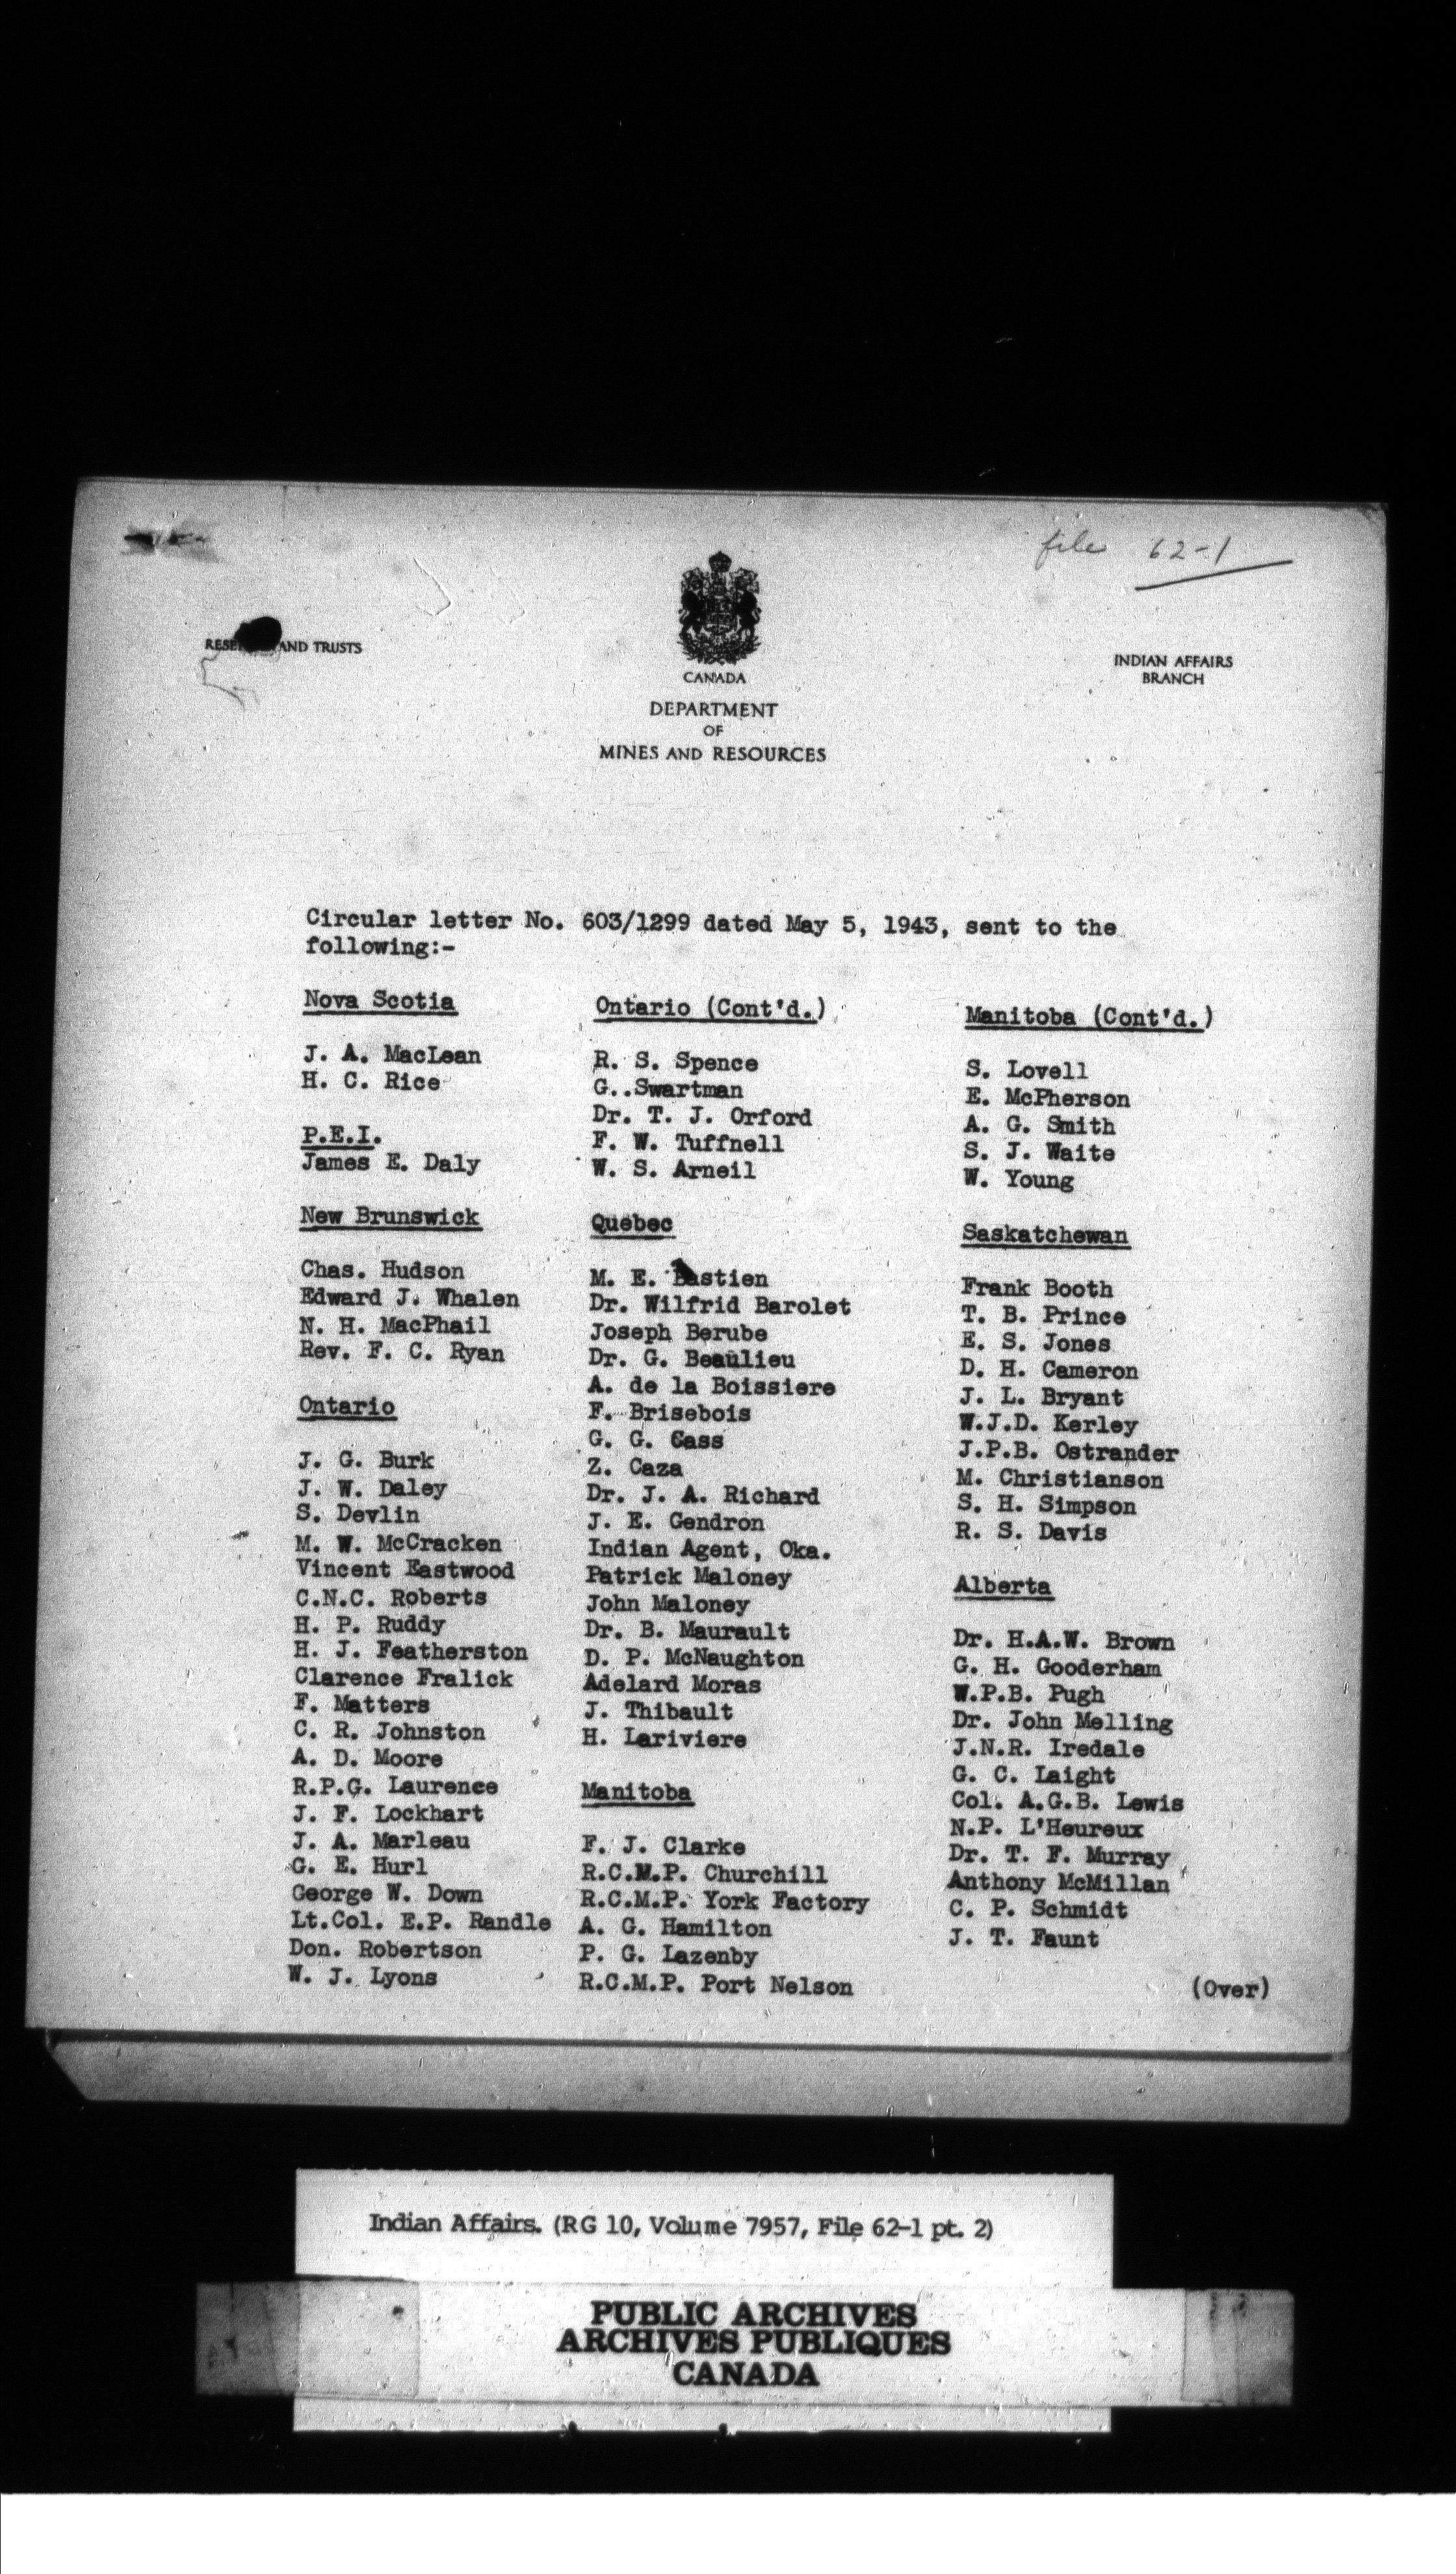 file 62-1
AND TRUSTS
INDIAN AFFAIRS
BRANCH
CANADA
DEPARTMENT
OF
MINES AND RESOURCES
Circular letter No. 603/1299 dated May 5, 1943, sent to the
following:-
Nova Scotia
J. A. MacLean
H. C. Rice
P.E.I.
James E. Daly
New Brunswick
Chas. Hudson
Edward J. Whalen
N. H. MacPhail
Rev. F. C. Ryan
Ontario
J. G. Burk
J. W. Daley
S. Devlin
M. W. McCracken
Vincent Eastwood
C.N.C. Roberts
H. P. Ruddy
H. J. Featherston
Clarence Fralick
F. Matters
C. R. Johnston
A. D. Moore
R.P.G. Laurence
J. F. Lockhart
J. A. Marleau
G. E. Hurl
George W. Down
Lt.Col. E.P. Randle
Don. Robertson
W. J. Lyons
Ontario (Cont'd.)
R. S. Spence
G..Swartman
Dr. T. J. Orford
F. W. Tuffnell
W. S. Arneil
Quebec
M. E. Bastien
Dr. Wilfrid Barolet
Joseph Berube
Dr. G. Beaulieu
A. de la Boissiere
F. Brisebois
G. G. Cass
Z. Caza
Dr. J. A. Richard
J. E. Gendron
Indian Agent, Oka.
Patrick Maloney
John Maloney
Dr. B. Maurault
D. P. McNaughton
Adelard Moras
J. Thibault
H. Lariviere
Manitoba
F. J. Clarke
R.C.M.P. Churchill
R.C.M.P. York Factory
A. G. Hamilton
P. G. Lazenby
R.C.M.P. Port Nelson
Manitoba (Cont'd.)
S. Lovell
E. McPherson
A. G. Smith
S. J. Waite
W. Young
Saskatchewan
Frank Booth
T. B. Prince
E. S. Jones
D. H. Cameron
J. L. Bryant
W.J.D. Kerley
J.P.B. Ostrander
M. Christianson
S. H. Simpson
R. S. Davis
Alberta
Dr. H.A.W. Brown
G. H. Gooderham
W.P.B. Pugh
Dr. John Melling
J.N.R. Iredale
G. C. Laight
Col. A.G.B. Lewis
N.P. L'Heureux
Dr. T. F. Murray
Anthony McMillan
C. P. Schmidt
J. T. Faunt
(Over)
Indian Affairs. (RG 10, Volume 7957, File 62-1 pt. 2)
PUBLIC ARCHIVES
ARCHIVES PUBLIQUES
CANADA